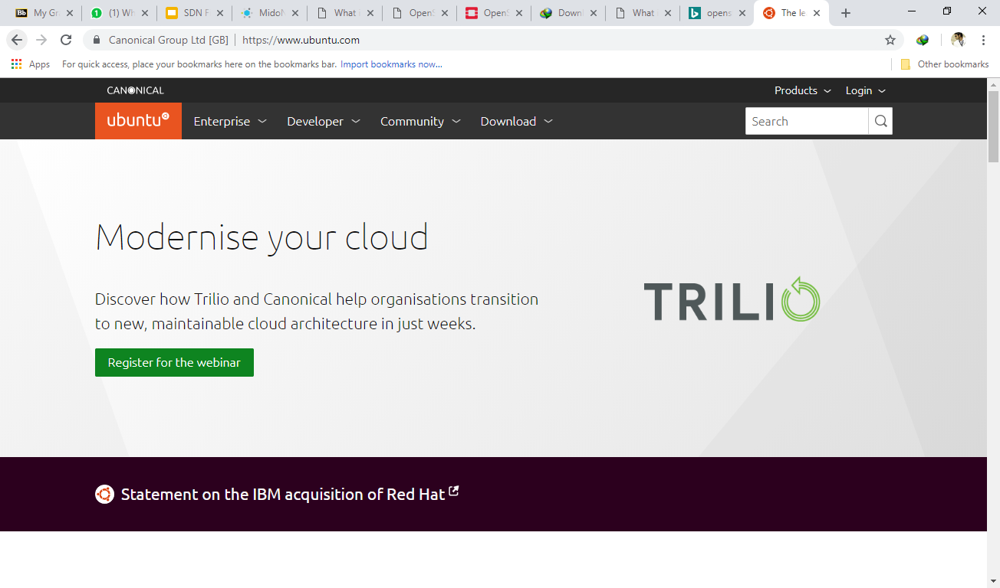 Bb My Gr
1 (1) Wh
SDN F
Mido
What
Open
OpenS
Downl
What
b opens
The le
Canonical Group Ltd [GB] https://www.ubuntu.com
Apps For quick access, place your bookmarks here on the bookmarks bar. Import bookmarks now... Other bookmarks
CANONICAL Products Login
ubuntu Enterprise Developer Community Download Search
Modernise your cloud
Discover how Trilio and Canonical help organisations transition
to new, maintainable cloud architecture in just weeks.
TRILIO
Register for the webinar
Statement on the IBM acquisition of Red Hat